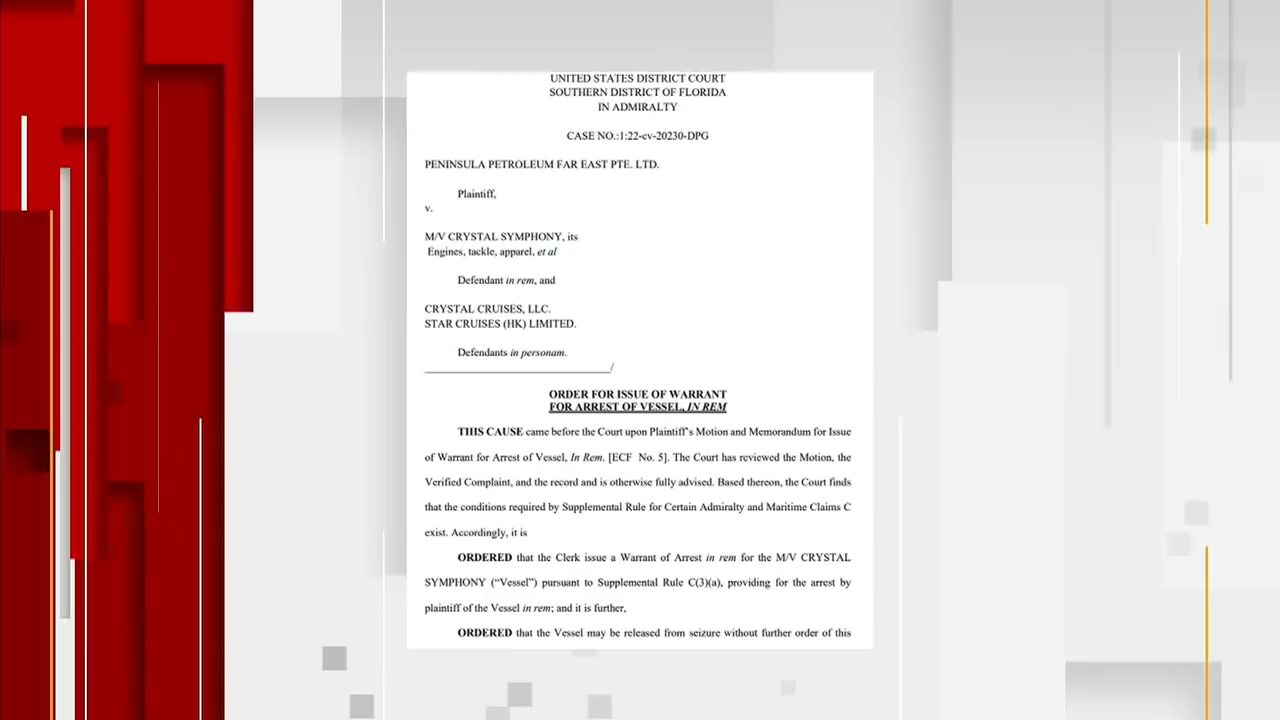 UNITED STATES DISTRICT COURT
SOUTHERN DISTRICT OF FLORIDA
IN ADMIRALTY
CASE NO.:1:22-cv-20230-DPG
PENINSULA PETROLEUM FAR EAST PTE. LTD.
Plaintiff,
v.
M/V CRYSTAL SYMPHONY, its
Engines, tackle, apparel, et al
Defendant in rem, and
CRYSTAL CRUISES, LLC.
STAR CRUISES (HK) LIMITED.
Defendants in personam.
/
ORDER FOR ISSUE OF WARRANT
FOR ARREST OF VESSEL, IN REM
THIS CAUSE came before the Court upon Plaintiff's Motion and Memorandum for Issue
of Warrant for Arrest of Vessel, In Rem. [ECF No. 5]. The Court has reviewed the Motion, the
Verified Complaint, and the record and is otherwise fully advised. Based thereon, the Court finds
that the conditions required by Supplemental Rule for Certain Admiralty and Maritime Claims C
exist. Accordingly, it is
ORDERED that the Clerk issue a Warrant of Arrest in rem for the M/V CRYSTAL
SYMPHONY (“Vessel”) pursuant to Supplemental Rule C(3)(a), providing for the arrest by
plaintiff of the Vessel in rem; and it is further,
ORDERED that the Vessel may be released from seizure without further order of this